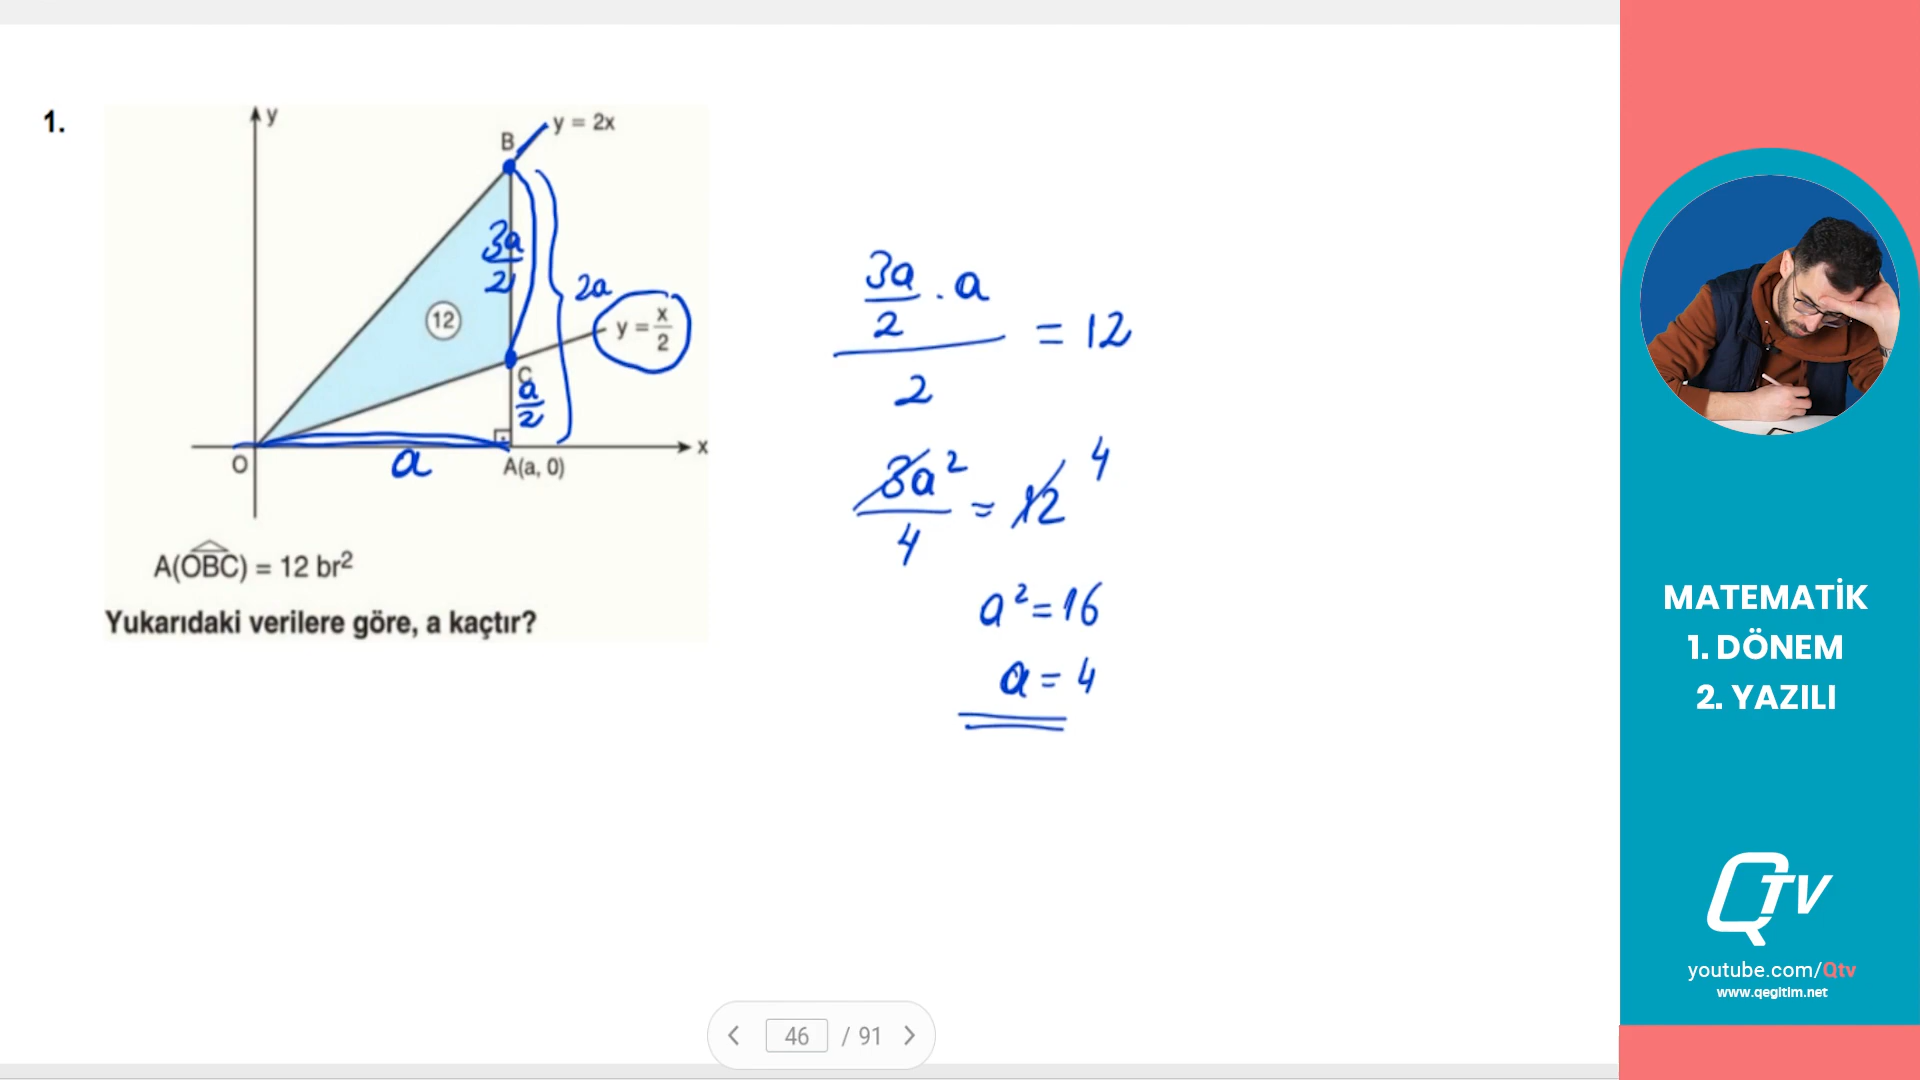 1.
y
B
y = 2x
3a/2
2a
12
y = x/2
C
a/2
O
a
A(a, 0)
x
A(OBC) = 12 br²
Yukarıdaki verilere göre, a kaçtır?
3a/2 . a / 2 = 12
3a²/4 = 12 4
a² = 16
a = 4
46 / 91
MATEMATİK
1. DÖNEM
2. YAZILI
QTV
youtube.com/Qtv
www.qegitim.net